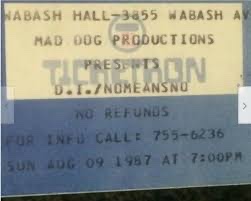 WABASH HALL-3855 WABASH AV
MAD DOG PRODUCTIONS
PRESENTS
TICKETRON
D.I./NOMEANSNO
NO REFUNDS
FOR INFO CALL: 755-6236
SUN AUG 09 1987 AT 7:00PM